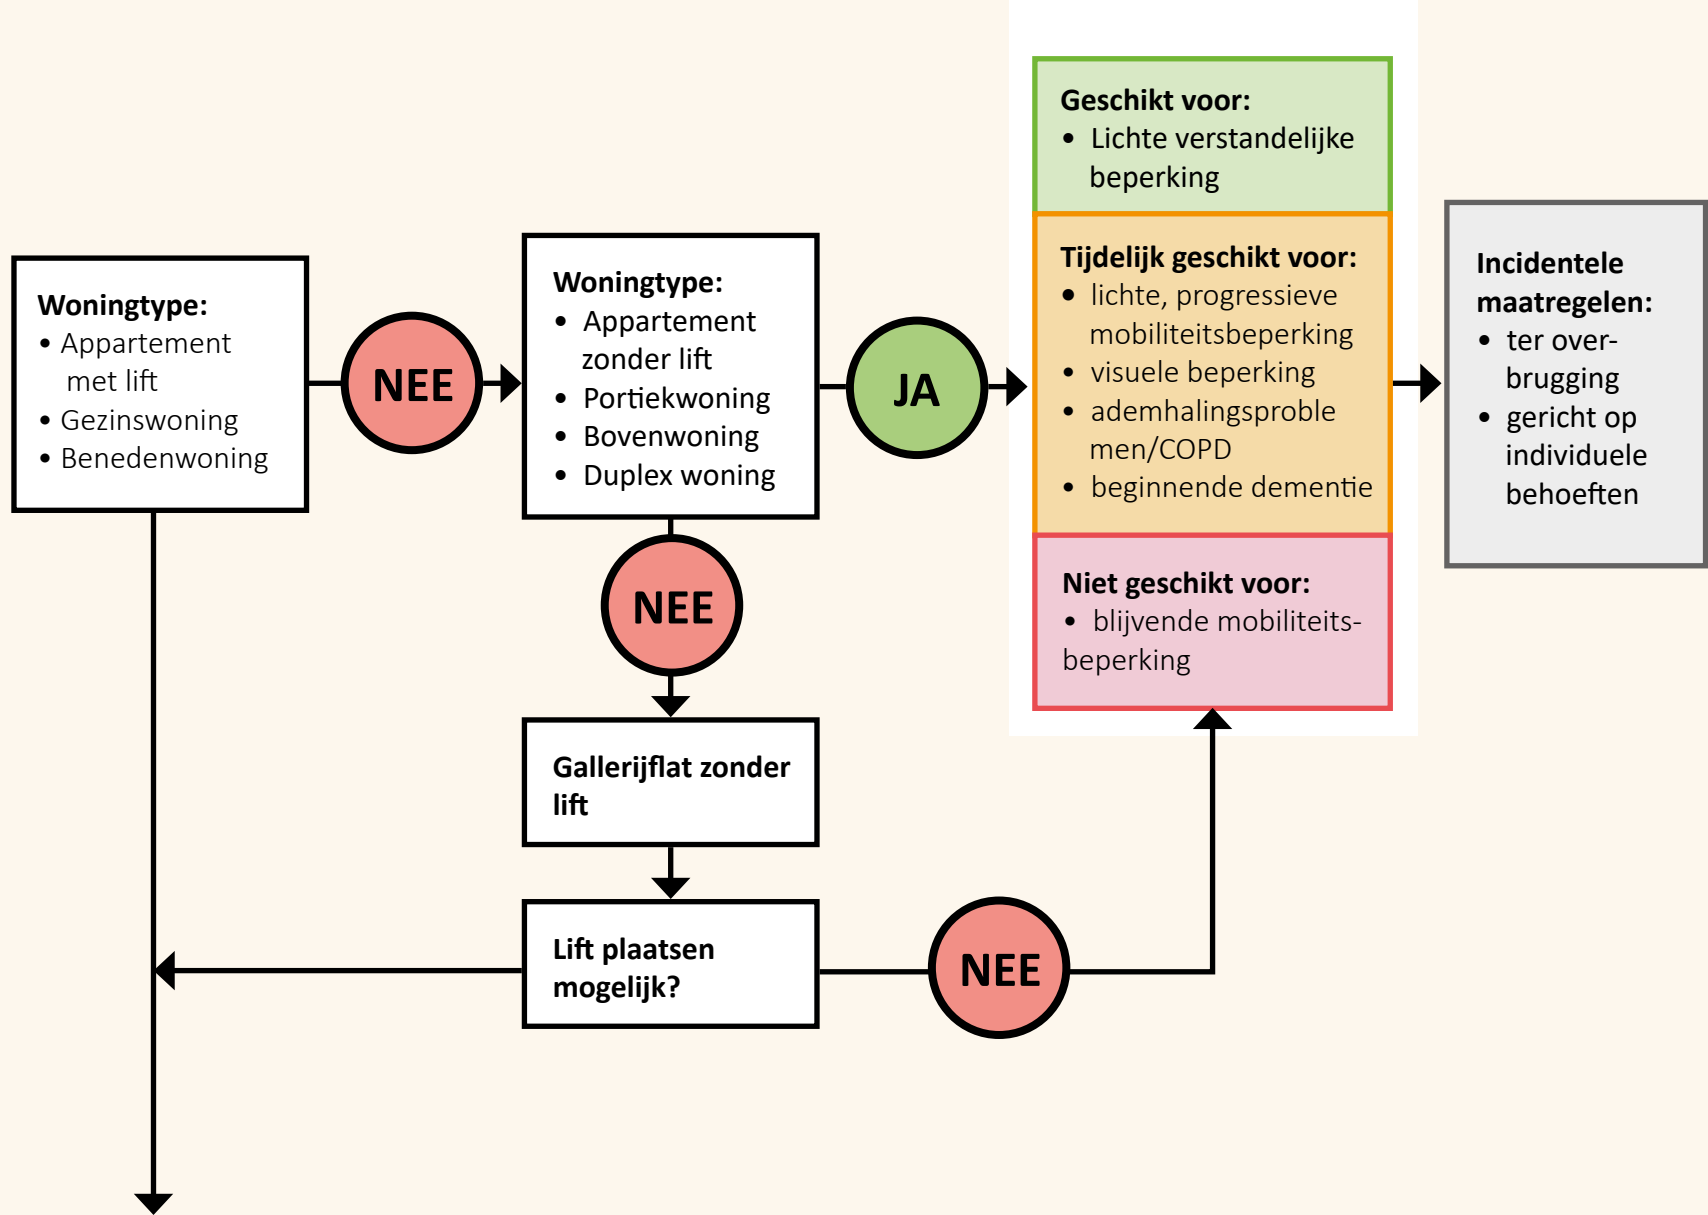 Woningtype:
• Appartement
met lift
• Gezinswoning
• Benedenwoning
NEE
Woningtype:
• Appartement
zonder lift
• Portiekwoning
• Bovenwoning
• Duplex woning
JA
Geschikt voor:
• Lichte verstandelijke
beperking
Tijdelijk geschikt voor:
• lichte, progressieve
mobiliteitsbeperking
• visuele beperking
• ademhalingsproble
men/COPD
• beginnende dementie
Niet geschikt voor:
• blijvende mobiliteits-
beperking
Incidentele
maatregelen:
• ter over-
brugging
• gericht op
individuele
behoeften
NEE
Gallerijflat zonder
lift
Lift plaatsen
mogelijk?
NEE